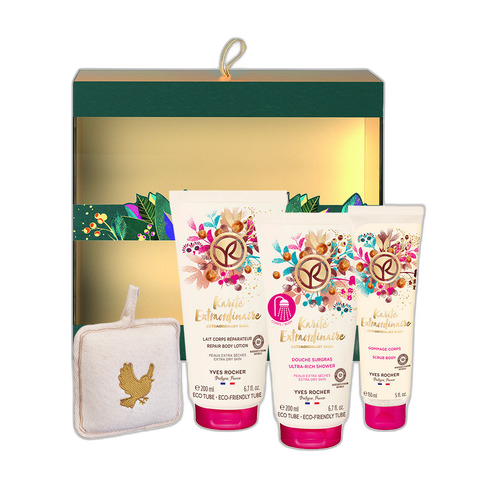 Karité
Extraordinaire
EXTRAORDINARY SHEA
LAIT CORPS RÉPARATEUR
REPAIR BODY LOTION
PEAUX EXTRA SÈCHES
EXTRA DRY SKIN
YVES ROCHER
Bretagne, France
℮ 200 ml 6.7 fl. oz.
ECO TUBE - ECO-FRIENDLY TUBE
Karité
Extraordinaire
EXTRAORDINARY SHEA
DOUCHE SURGRAS
ULTRA-RICH SHOWER
PEAUX EXTRA SÈCHES
EXTRA DRY SKIN
YVES ROCHER
Bretagne, France
℮ 200 ml 6.7 fl. oz.
ECO TUBE - ECO-FRIENDLY TUBE
Karité
Extraordinaire
EXTRAORDINARY SHEA
GOMMAGE CORPS
SCRUB BODY
YVES ROCHER
Bretagne, France
℮ 150 ml 5 fl. oz.